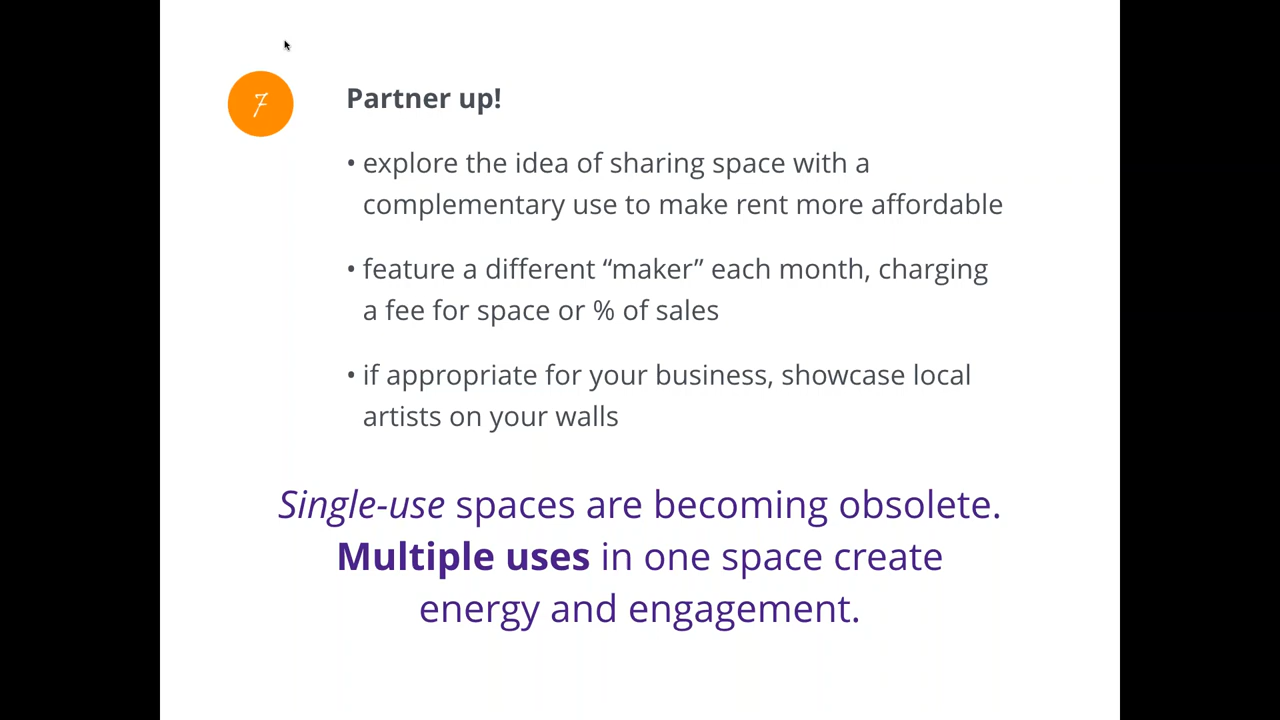 7
Partner up!
• explore the idea of sharing space with a
complementary use to make rent more affordable
• feature a different “maker” each month, charging
a fee for space or % of sales
• if appropriate for your business, showcase local
artists on your walls
Single-use spaces are becoming obsolete.
Multiple uses in one space create
energy and engagement.